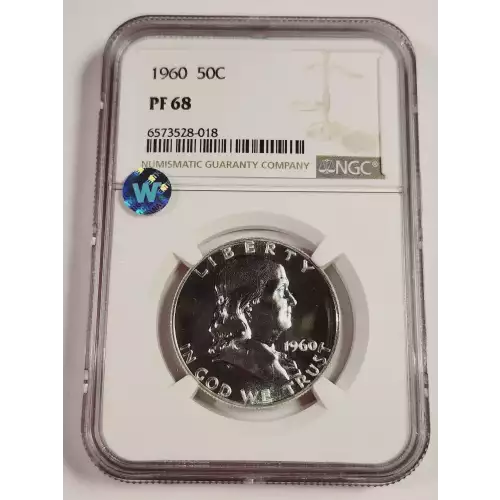 1960 50C
PF 68
6573528-018
NUMISMATIC GUARANTY COMPANY
NGC
W
LIBERTY
1960
IN GOD WE TRUST